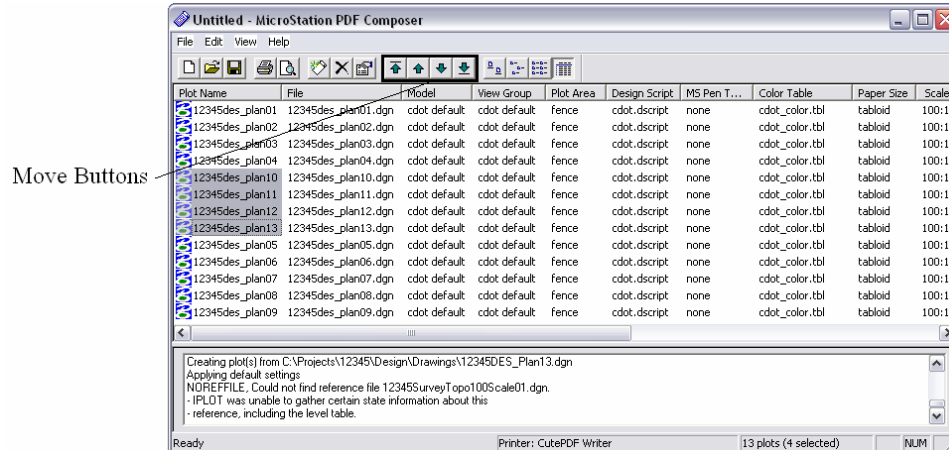 Untitled - MicroStation PDF Composer
File Edit View Help
Plot Name File Model View Group Plot Area Design Script MS Pen T... Color Table Paper Size Scale
12345des_plan01 12345des_plan01.dgn cdot default cdot default fence cdot.dscript none cdot_color.tbl tabloid 100:1
12345des_plan02 12345des_plan02.dgn cdot default cdot default fence cdot.dscript none cdot_color.tbl tabloid 100:1
12345des_plan03 12345des_plan03.dgn cdot default cdot default fence cdot.dscript none cdot_color.tbl tabloid 100:1
12345des_plan04 12345des_plan04.dgn cdot default cdot default fence cdot.dscript none cdot_color.tbl tabloid 100:1
Move Buttons
12345des_plan10 12345des_plan10.dgn cdot default cdot default fence cdot.dscript none cdot_color.tbl tabloid 100:1
12345des_plan11 12345des_plan11.dgn cdot default cdot default fence cdot.dscript none cdot_color.tbl tabloid 100:1
12345des_plan12 12345des_plan12.dgn cdot default cdot default fence cdot.dscript none cdot_color.tbl tabloid 100:1
12345des_plan13 12345des_plan13.dgn cdot default cdot default fence cdot.dscript none cdot_color.tbl tabloid 100:1
12345des_plan05 12345des_plan05.dgn cdot default cdot default fence cdot.dscript none cdot_color.tbl tabloid 100:1
12345des_plan06 12345des_plan06.dgn cdot default cdot default fence cdot.dscript none cdot_color.tbl tabloid 100:1
12345des_plan07 12345des_plan07.dgn cdot default cdot default fence cdot.dscript none cdot_color.tbl tabloid 100:1
12345des_plan08 12345des_plan08.dgn cdot default cdot default fence cdot.dscript none cdot_color.tbl tabloid 100:1
12345des_plan09 12345des_plan09.dgn cdot default cdot default fence cdot.dscript none cdot_color.tbl tabloid 100:1
Creating plot(s) from C:\Projects\12345\Design\Drawings\12345DES_Plan13.dgn
Applying default settings
NOREFFILE, Could not find reference file 12345SurveyTopo100Scale01.dgn.
- IPLOT was unable to gather certain state information about this
- reference, including the level table.
Ready Printer: CutePDF Writer 13 plots (4 selected) NUM